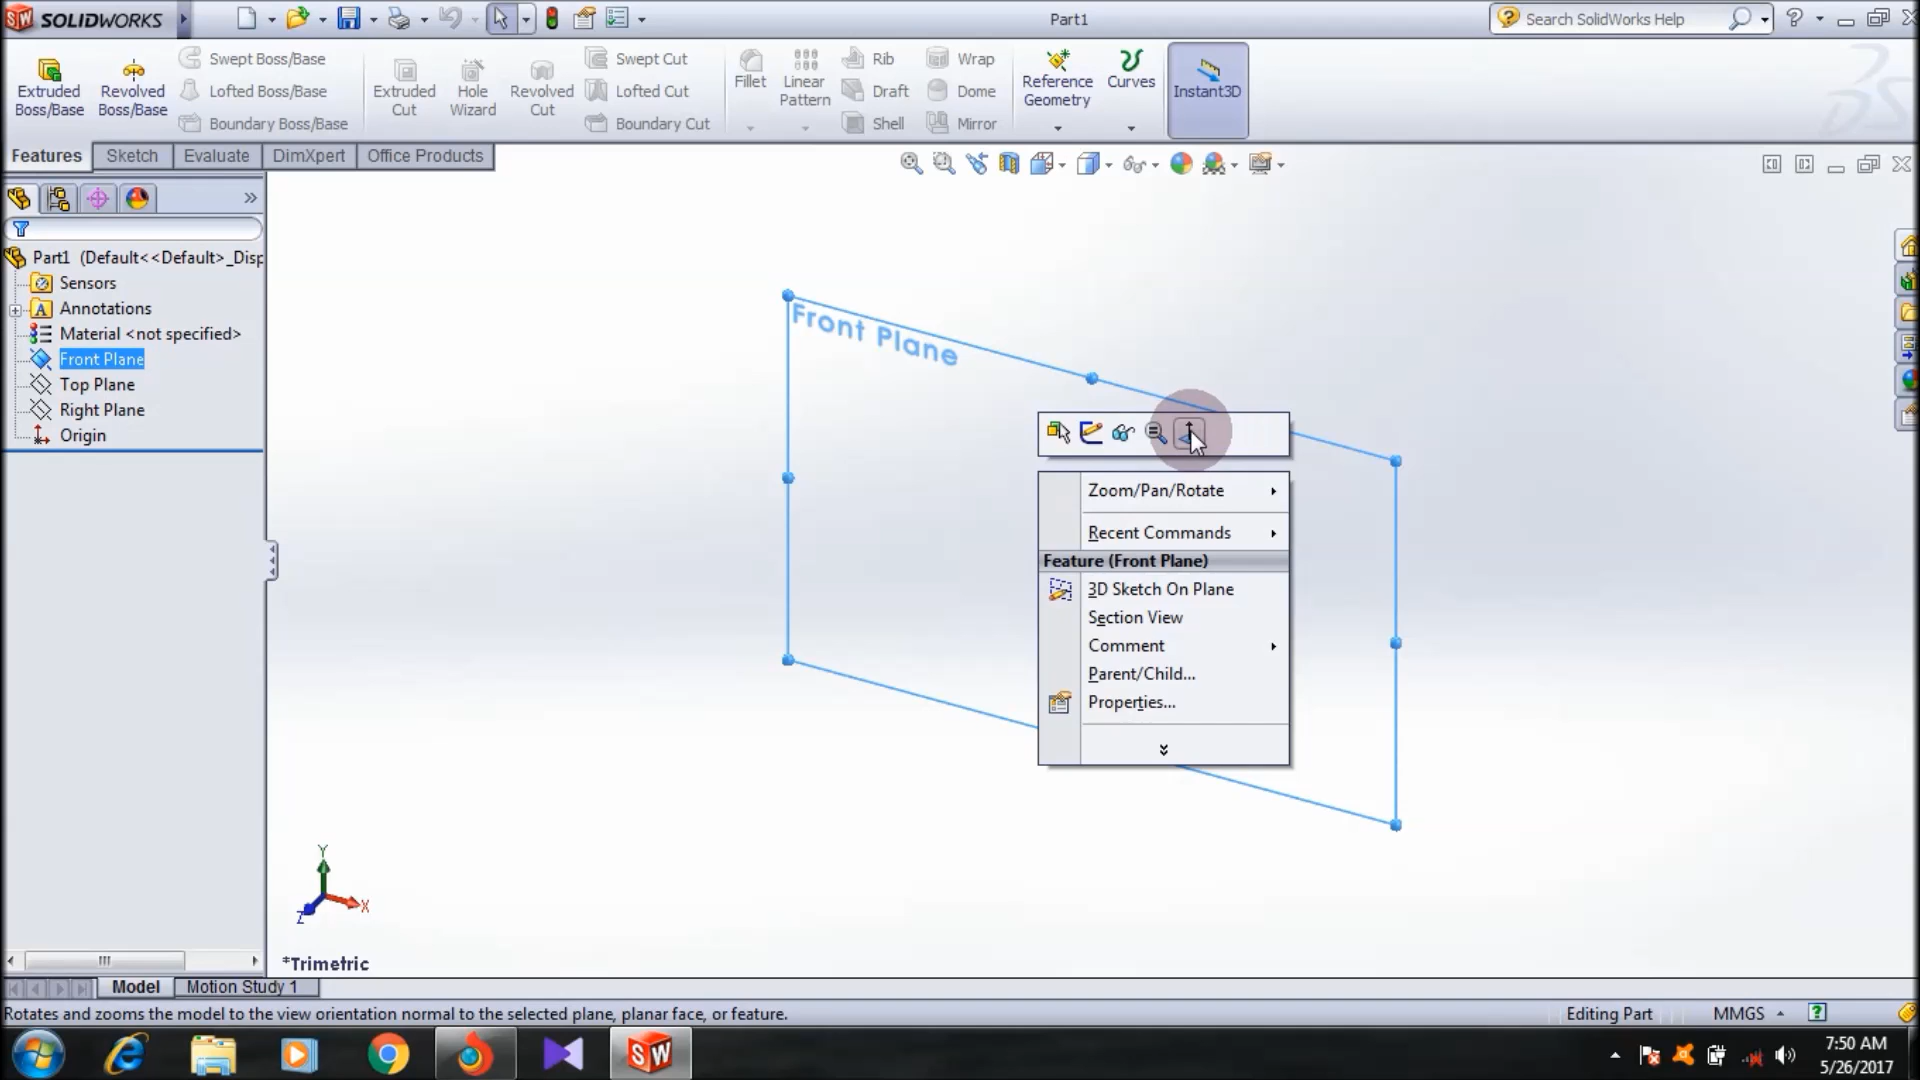 SOLIDWORKS
Part1
Search SolidWorks Help
Extruded Boss/Base
Revolved Boss/Base
Swept Boss/Base
Lofted Boss/Base
Boundary Boss/Base
Extruded Cut
Hole Wizard
Revolved Cut
Swept Cut
Lofted Cut
Boundary Cut
Fillet
Linear Pattern
Rib
Draft
Shell
Wrap
Dome
Mirror
Reference Geometry
Curves
Instant3D
Features
Sketch
Evaluate
DimXpert
Office Products
Part1 (Default<<Default>_Disp
Sensors
Annotations
Material <not specified>
Front Plane
Top Plane
Right Plane
Origin
Front Plane
Zoom/Pan/Rotate
Recent Commands
Feature (Front Plane)
3D Sketch On Plane
Section View
Comment
Parent/Child...
Properties...
Y
X
Z
*Trimetric
Model
Motion Study 1
Rotates and zooms the model to the view orientation normal to the selected plane, planar face, or feature.
Editing Part
MMGS
7:50 AM
5/26/2017